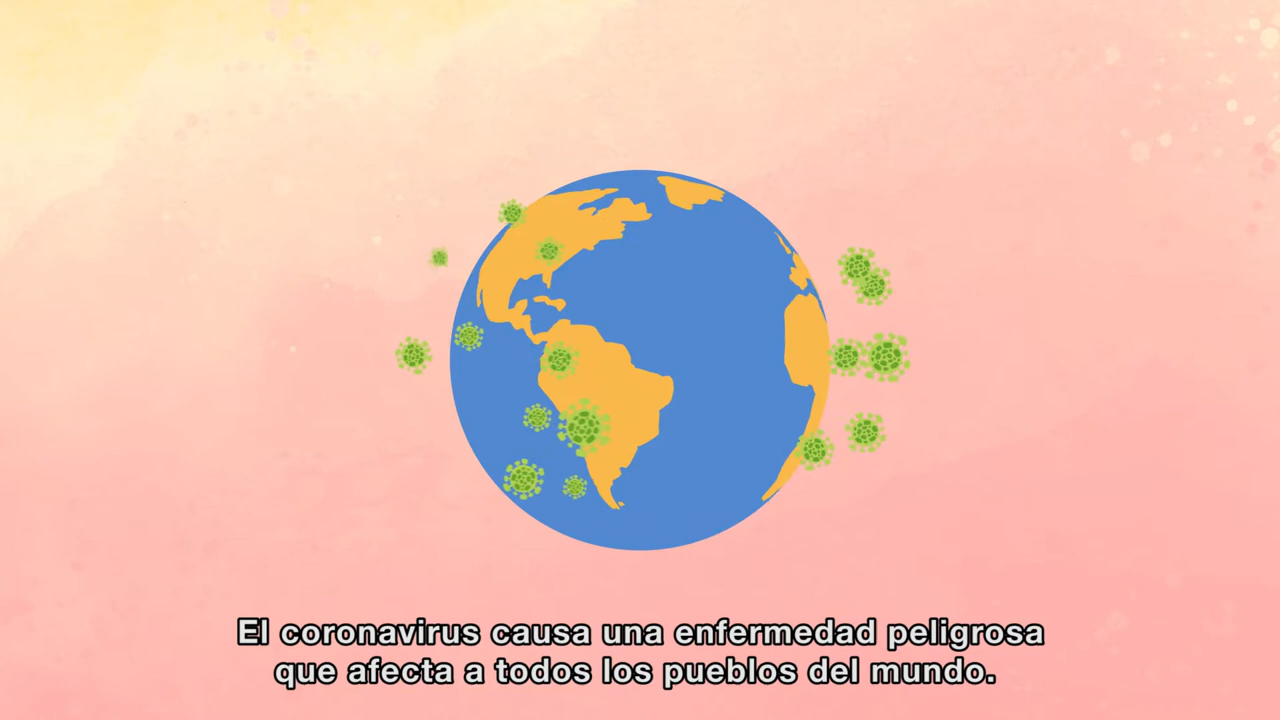 El coronavirus causa una enfermedad peligrosa
que afecta a todos los pueblos del mundo.